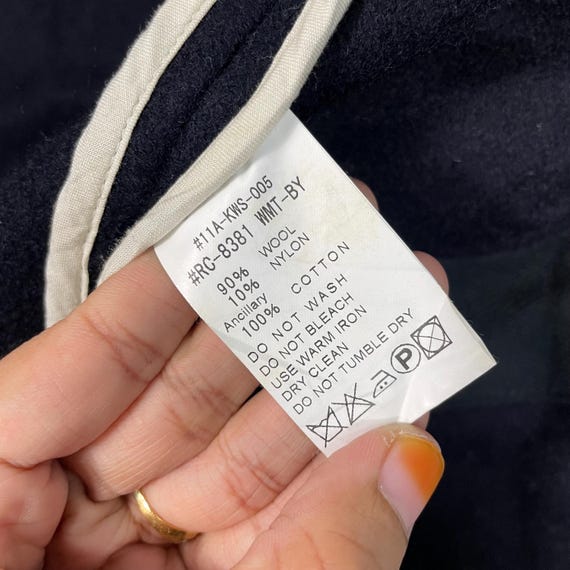 #11A-KWS-005
#RC-8381 WMT-BY
90% WOOL
10% NYLON
Ancillary
100% COTTON
DO NOT WASH
DO NOT BLEACH
USE WARM IRON
DRY CLEAN
DO NOT TUMBLE DRY
P